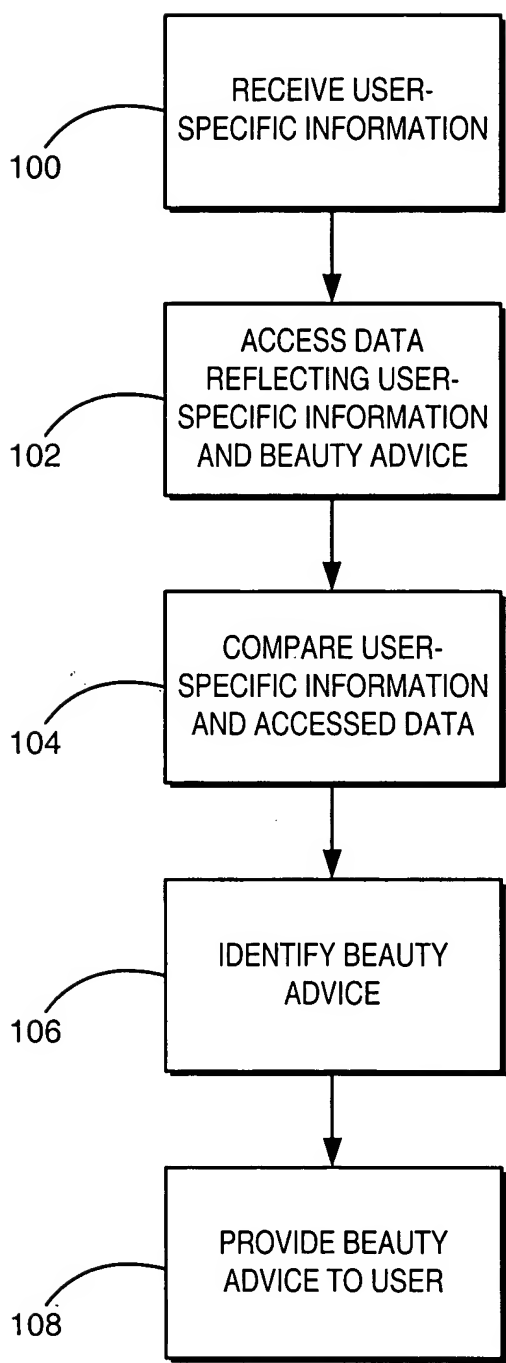 RECEIVE USER-
SPECIFIC INFORMATION
100
ACCESS DATA
REFLECTING USER-
SPECIFIC INFORMATION
AND BEAUTY ADVICE
102
COMPARE USER-
SPECIFIC INFORMATION
AND ACCESSED DATA
104
IDENTIFY BEAUTY
ADVICE
106
PROVIDE BEAUTY
ADVICE TO USER
108